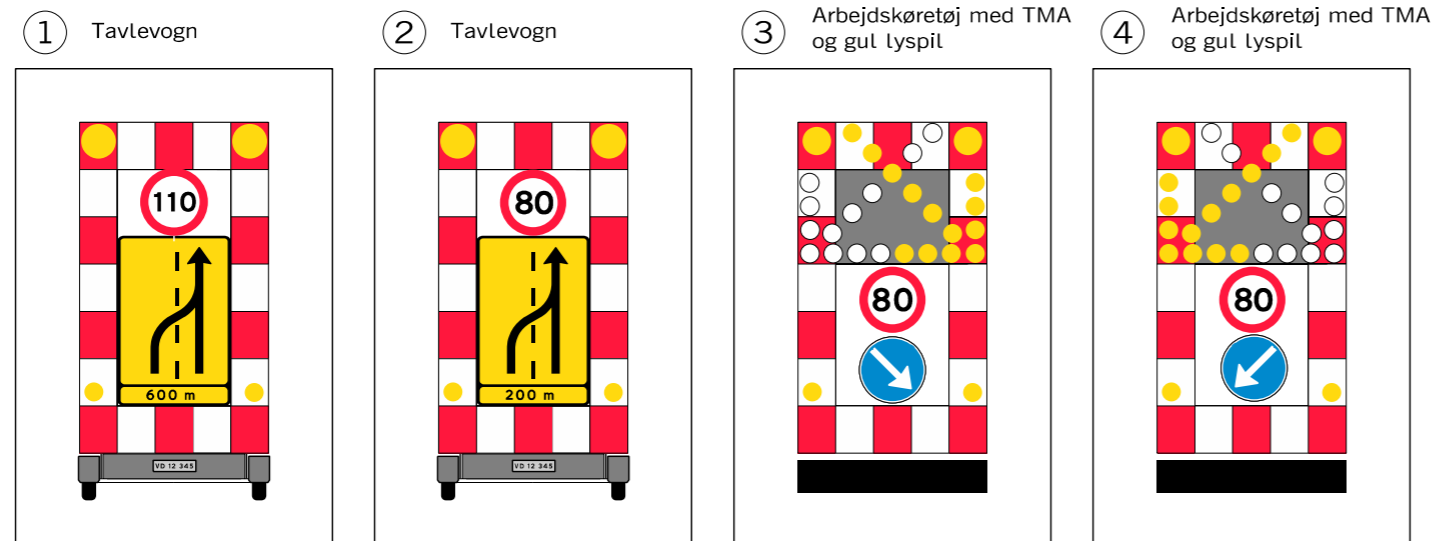 1 Tavlevogn
2 Tavlevogn
3 Arbejdskøretøj med TMA
og gul lyspil
4 Arbejdskøretøj med TMA
og gul lyspil
110
600 m
VD 12 345
80
200 m
VD 12 345
80
80